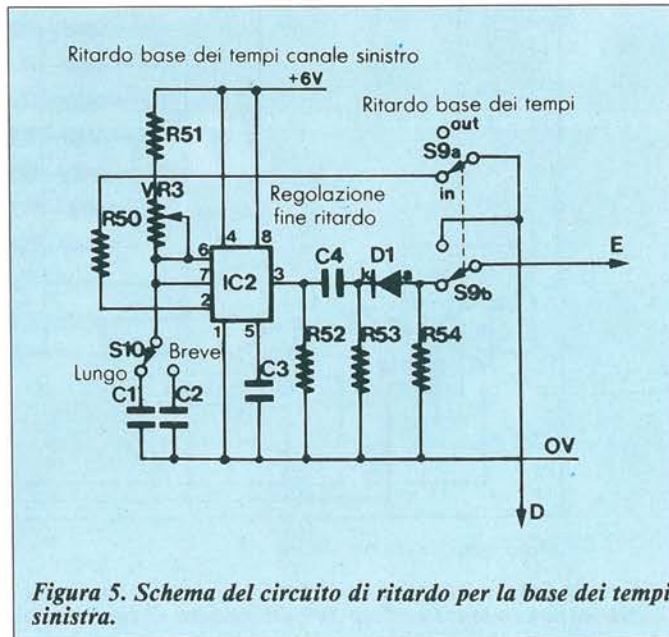 Ritardo base dei tempi canale sinistro
+6V
Ritardo base dei tempi
out
S9a
in
R51
VR3
R50
Regolazione
fine ritardo
6
4
8
7
IC2
3
2
1
5
C4
D1
k
a
S9b
E
R52
R53
R54
S10
Breve
Lungo
C1
C2
C3
OV
D
Figura 5. Schema del circuito di ritardo per la base dei tempi
sinistra.